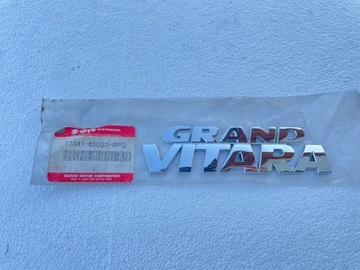 77841-65D31-0PG
SUZUKI MOTOR CORPORATION
GRAND
VITARA